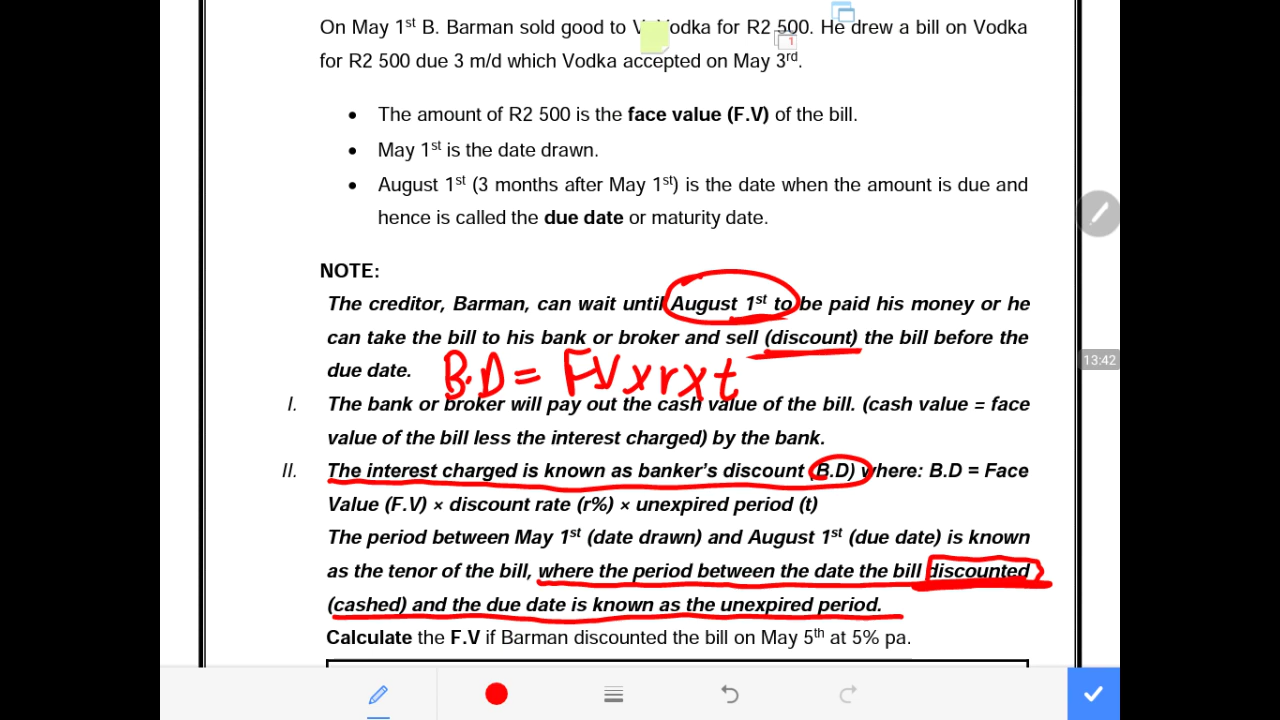 On May 1st B. Barman sold good to V. Vodka for R2 500. He drew a bill on Vodka
for R2 500 due 3 m/d which Vodka accepted on May 3rd.
1
• The amount of R2 500 is the face value (F.V) of the bill.
• May 1st is the date drawn.
• August 1st (3 months after May 1st) is the date when the amount is due and
hence is called the due date or maturity date.
NOTE:
The creditor, Barman, can wait until August 1st to be paid his money or he
can take the bill to his bank or broker and sell (discount) the bill before the
due date.
B.D = FV x r x t
I. The bank or broker will pay out the cash value of the bill. (cash value = face
value of the bill less the interest charged) by the bank.
II. The interest charged is known as banker's discount (B.D) where: B.D = Face
Value (F.V) × discount rate (r%) × unexpired period (t)
The period between May 1st (date drawn) and August 1st (due date) is known
as the tenor of the bill, where the period between the date the bill discounted
(cashed) and the due date is known as the unexpired period.
Calculate the F.V if Barman discounted the bill on May 5th at 5% pa.
13:42